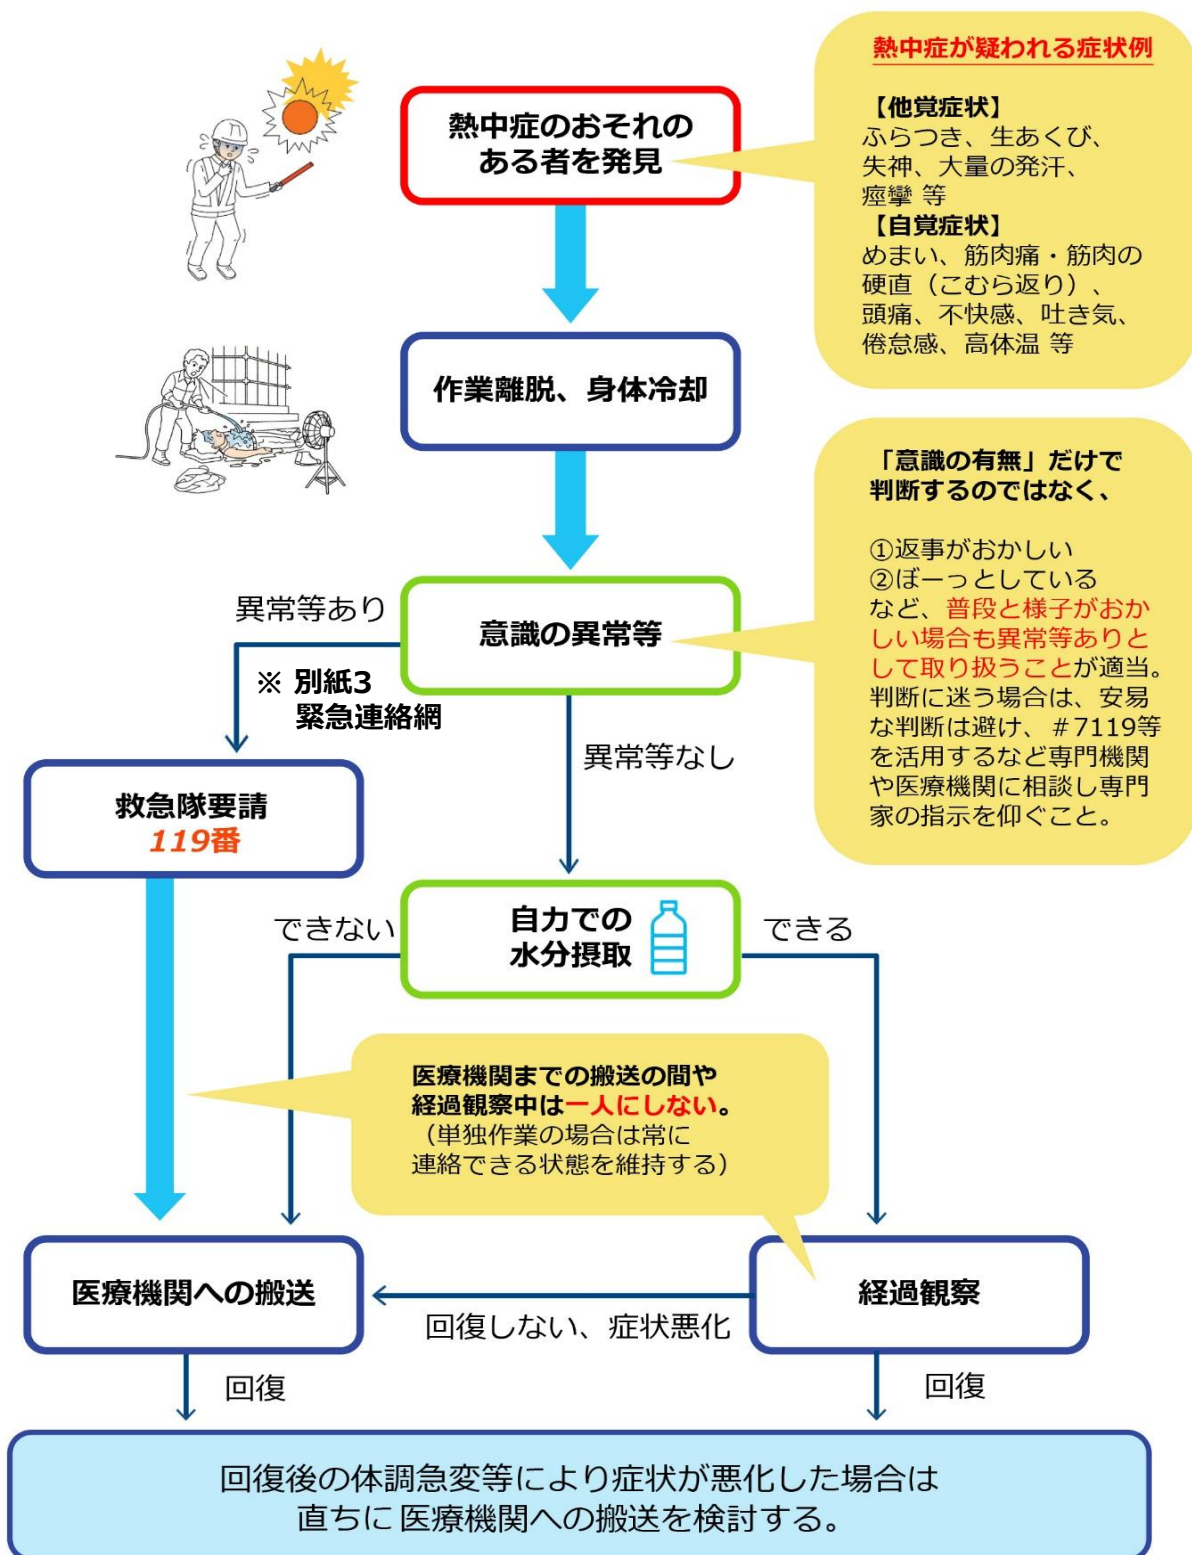 熱中症が疑われる症状例
【他覚症状】
ふらつき、生あくび、
失神、大量の発汗、
痙攣 等
【自覚症状】
めまい、筋肉痛・筋肉の
硬直（こむら返り）、
頭痛、不快感、吐き気、
倦怠感、高体温 等
熱中症のおそれの
ある者を発見
作業離脱、身体冷却
「意識の有無」だけで
判断するのではなく、
①返事がおかしい
②ぼーっとしている
など、普段と様子がおか
しい場合も異常等ありと
して取り扱うことが適当。
判断に迷う場合は、安易
な判断は避け、＃7119等
を活用するなど専門機関
や医療機関に相談し専門
家の指示を仰ぐこと。
意識の異常等
異常等あり
※ 別紙3
緊急連絡網
異常等なし
救急隊要請
119番
自力での
水分摂取
できない
できる
医療機関までの搬送の間や
経過観察中は一人にしない。
（単独作業の場合は常に
連絡できる状態を維持する）
医療機関への搬送
経過観察
回復しない、症状悪化
回復
回復
回復後の体調急変等により症状が悪化した場合は
直ちに 医療機関への搬送を検討する。